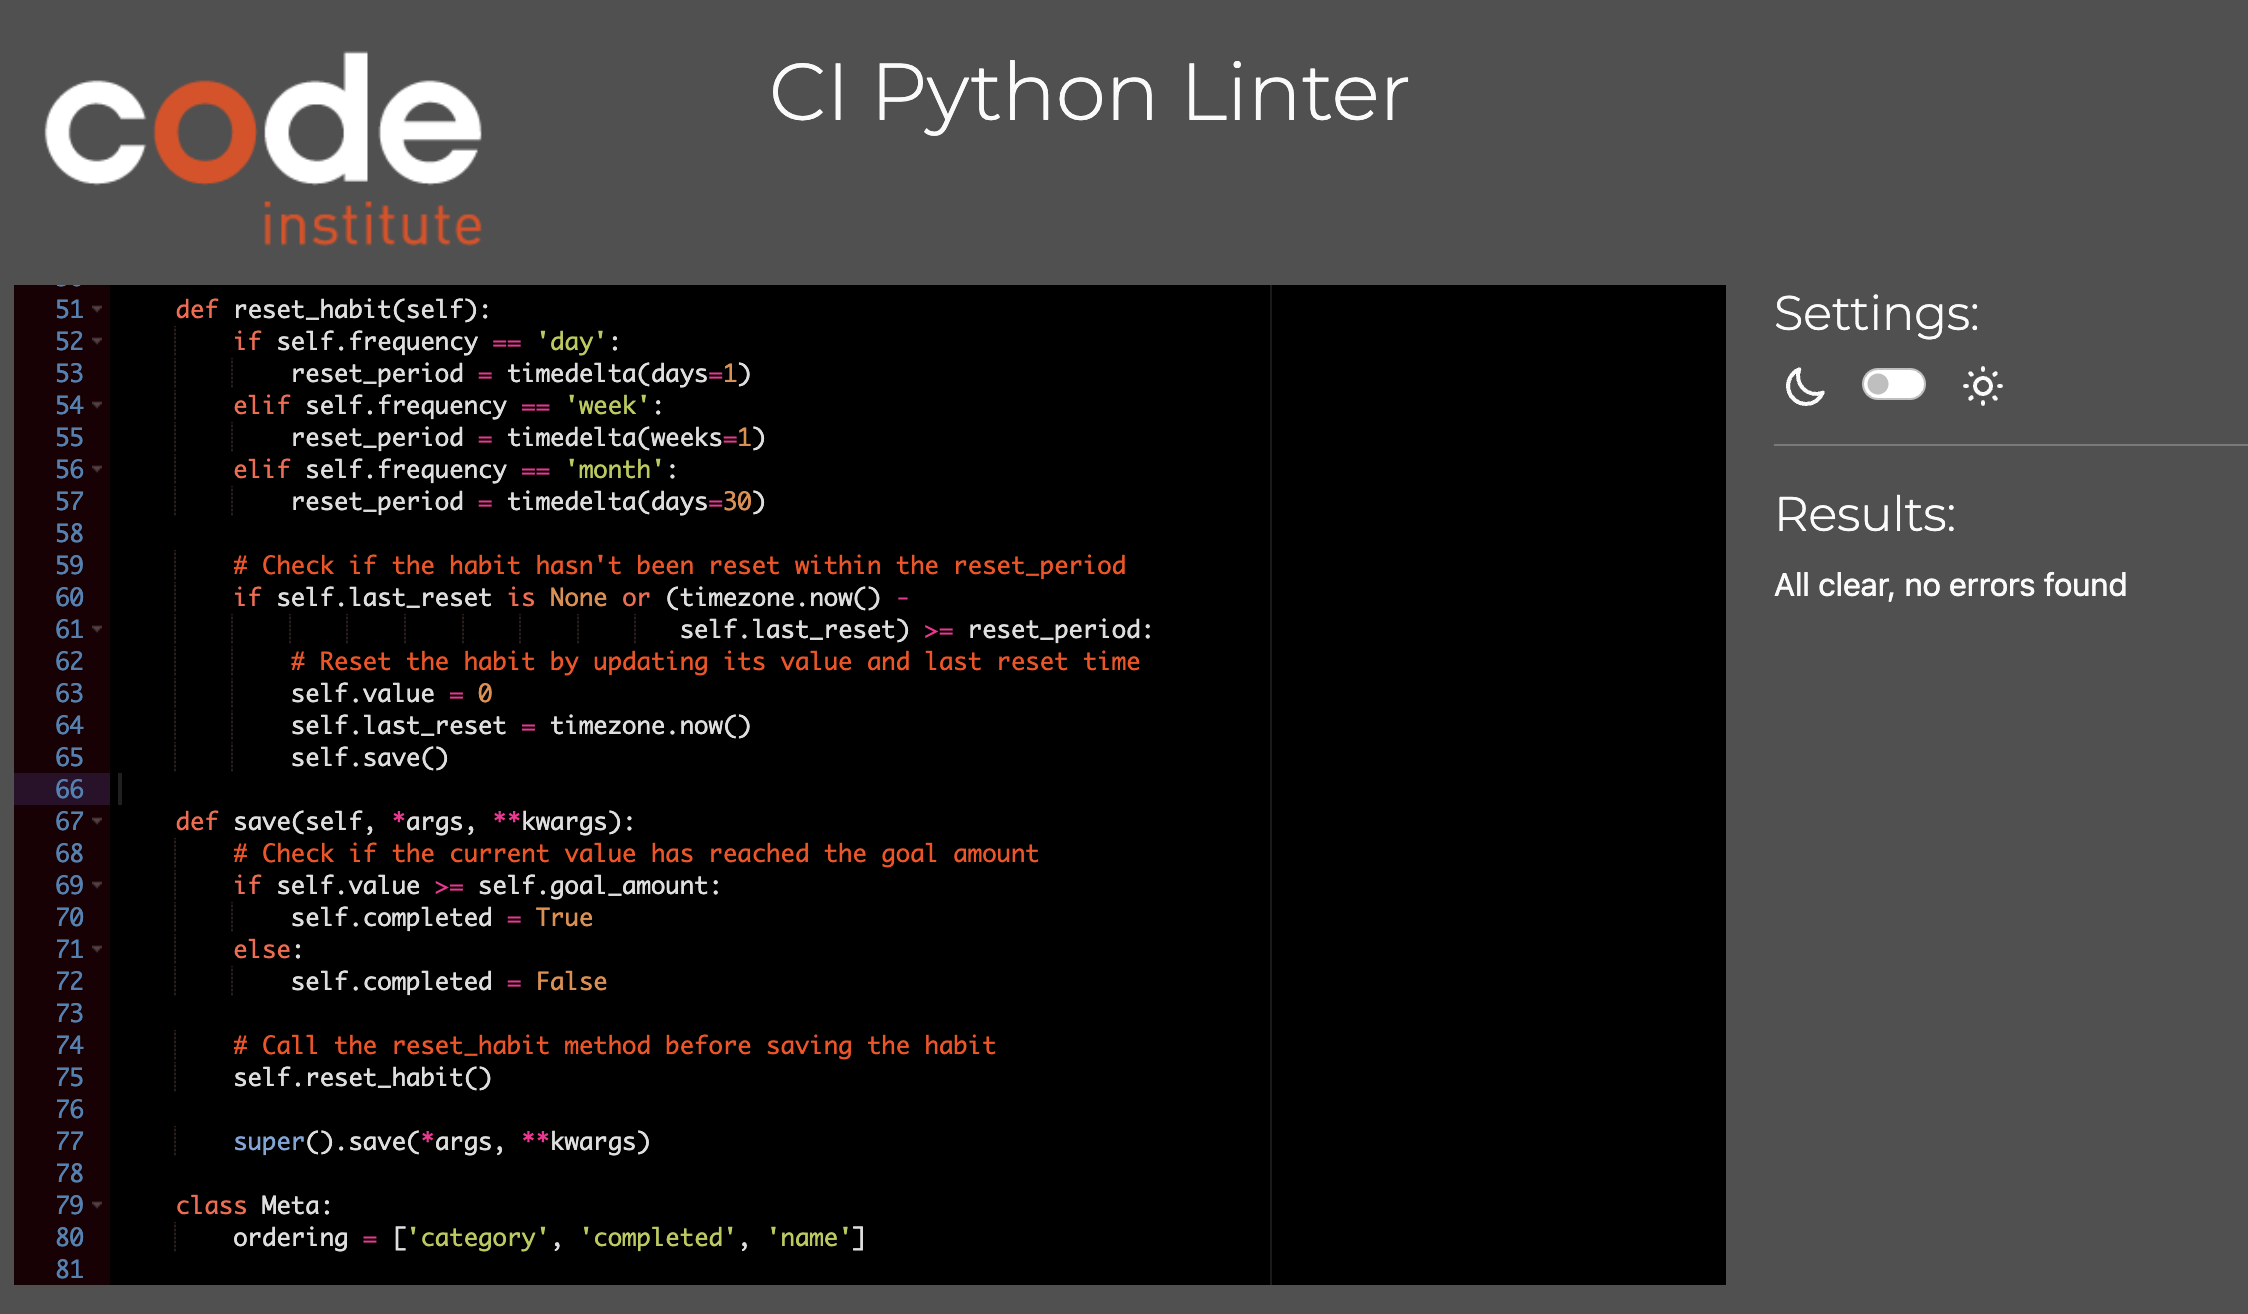 code
institute
CI Python Linter
51 def reset_habit(self):
52 if self.frequency == 'day':
53 reset_period = timedelta(days=1)
54 elif self.frequency == 'week':
55 reset_period = timedelta(weeks=1)
56 elif self.frequency == 'month':
57 reset_period = timedelta(days=30)
58
59 # Check if the habit hasn't been reset within the reset_period
60 if self.last_reset is None or (timezone.now() -
61 self.last_reset) >= reset_period:
62 # Reset the habit by updating its value and last reset time
63 self.value = 0
64 self.last_reset = timezone.now()
65 self.save()
66
67 def save(self, *args, **kwargs):
68 # Check if the current value has reached the goal amount
69 if self.value >= self.goal_amount:
70 self.completed = True
71 else:
72 self.completed = False
73
74 # Call the reset_habit method before saving the habit
75 self.reset_habit()
76
77 super().save(*args, **kwargs)
78
79 class Meta:
80 ordering = ['category', 'completed', 'name']
81
Settings:
Results:
All clear, no errors found